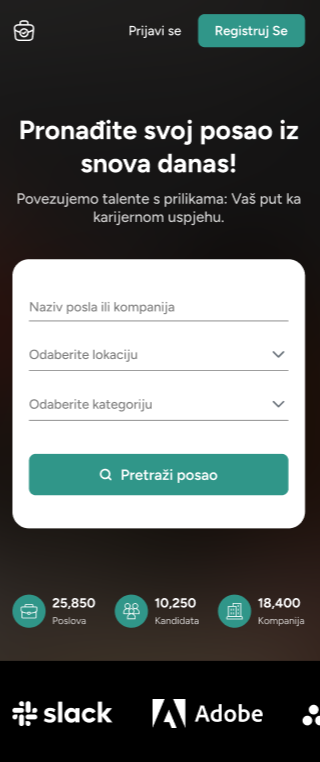 Prijavi se
Registruj Se
Pronađite svoj posao iz
snova danas!
Povezujemo talente s prilikama: Vaš put ka
karijernom uspjehu.
Naziv posla ili kompanija
Odaberite lokaciju
Odaberite kategoriju
Pretraži posao
25,850
Poslova
10,250
Kandidata
18,400
Kompanija
slack
Adobe